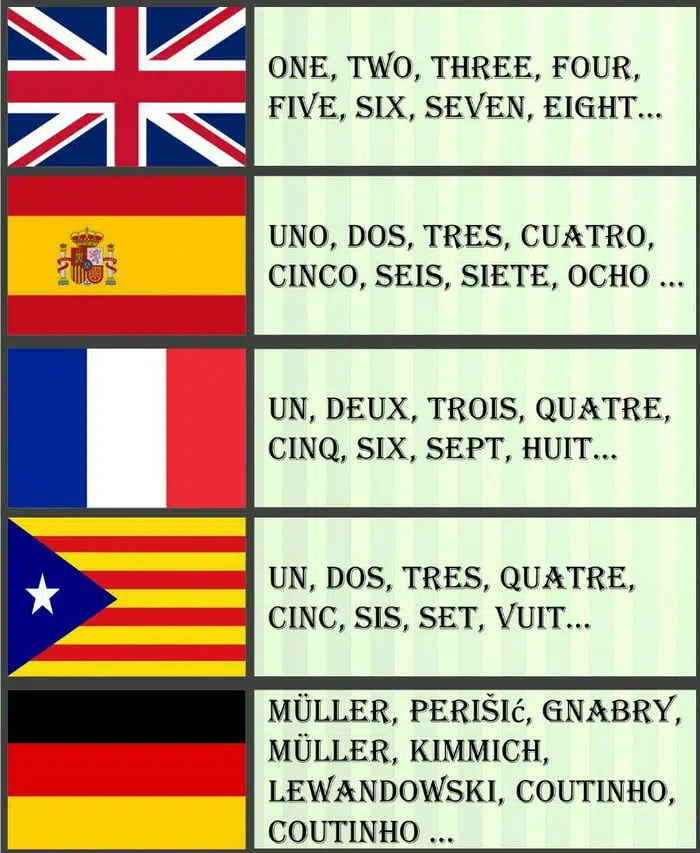 ONE, TWO, THREE, FOUR,
FIVE, SIX, SEVEN, EIGHT...
UNO, DOS, TRES, CUATRO,
CINCO, SEIS, SIETE, OCHO ...
UN, DEUX, TROIS, QUATRE,
CINQ, SIX, SEPT, HUIT...
UN, DOS, TRES, QUATRE,
CINC, SIS, SET, VUIT...
MÜLLER, PERIŠIć, GNABRY,
MÜLLER, KIMMICH,
LEWANDOWSKI, COUTINHO,
COUTINHO ...